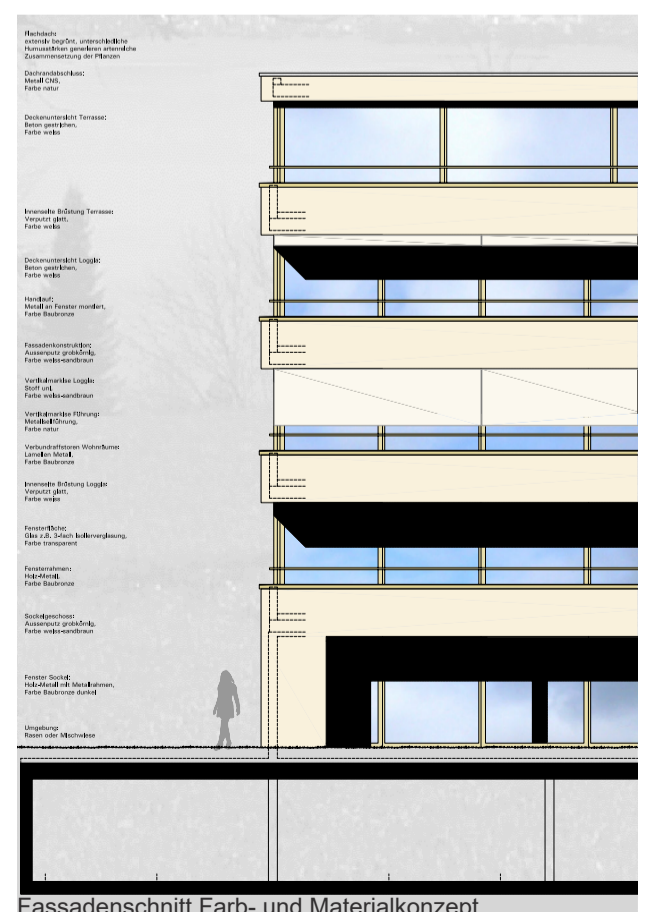 Flachdach:
extensiv begrünt, unterschiedliche
Humusstärken generieren artenreiche
Zusammensetzung der Pflanzen
Dachrandabschluss:
Metall CNS,
Farbe natur
Deckenuntersicht Terrasse:
Beton gestrichen,
Farbe weiss
Innenseite Brüstung Terrasse:
Verputzt glatt,
Farbe weiss
Deckenuntersicht Loggia:
Beton gestrichen,
Farbe weiss
Handlauf:
Metall an Fenster montiert,
Farbe Baubronze
Fassadenkonstruktion:
Aussenputz grobkörnig,
Farbe weiss-sandbraun
Vertikalmarkise Loggia:
Stoff uni,
Farbe weiss-sandbraun
Vertikalmarkise Führung:
Metallseilführung,
Farbe natur
Verbundraffstoren Wohnräume:
Lamellen Metall,
Farbe Baubronze
Innenseite Brüstung Loggia:
Verputzt glatt,
Farbe weiss
Fensterfläche:
Glas z.B. 3-fach Isolierverglasung,
Farbe transparent
Fensterrahmen:
Holz-Metall,
Farbe Baubronze
Sockelgeschoss:
Aussenputz grobkörnig,
Farbe weiss-sandbraun
Fenster Sockel:
Holz-Metall mit Metallrahmen,
Farbe Baubronze dunkel
Umgebung:
Rasen oder Mischwiese
Fassadenschnitt Farb- und Materialkonzept